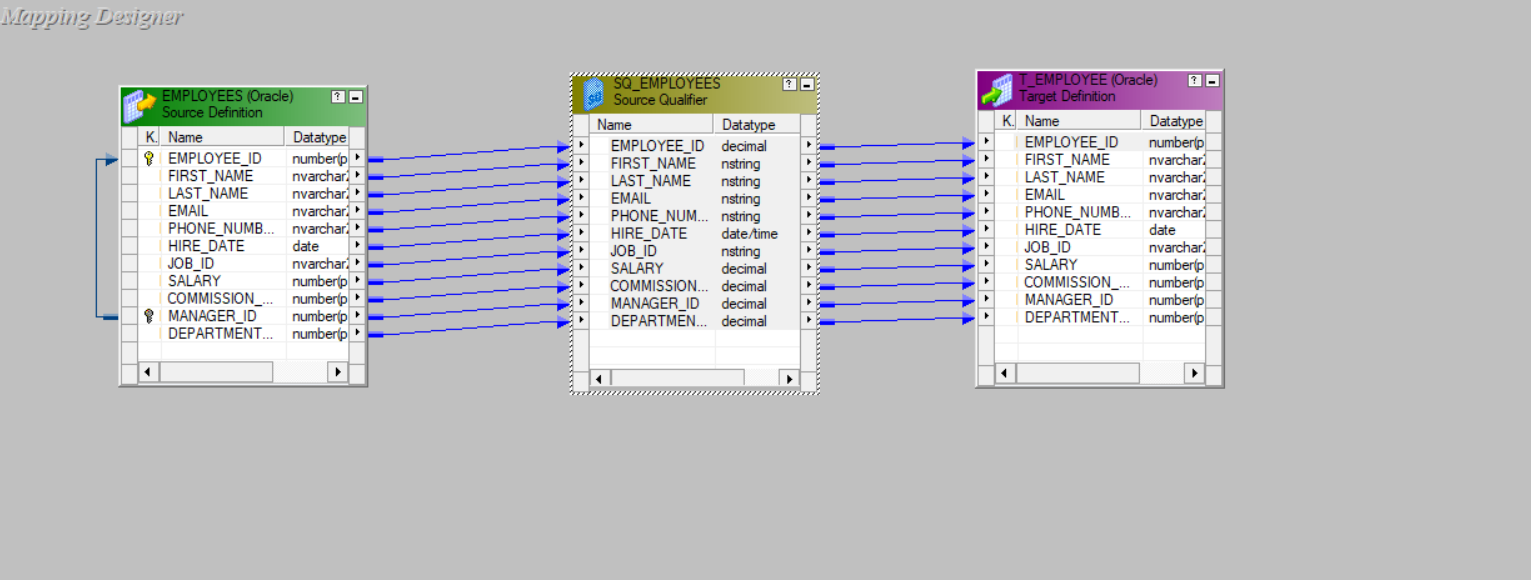 Mapping Designer
EMPLOYEES (Oracle)
Source Definition
K. Name Datatype
EMPLOYEE_ID number(p
FIRST_NAME nvarchar2
LAST_NAME nvarchar2
EMAIL nvarchar2
PHONE_NUMB... nvarchar2
HIRE_DATE date
JOB_ID nvarchar2
SALARY number(p
COMMISSION_... number(p
MANAGER_ID number(p
DEPARTMENT... number(p
SQ_EMPLOYEES
Source Qualifier
Name Datatype
EMPLOYEE_ID decimal
FIRST_NAME nstring
LAST_NAME nstring
EMAIL nstring
PHONE_NUM... nstring
HIRE_DATE date/time
JOB_ID nstring
SALARY decimal
COMMISSION... decimal
MANAGER_ID decimal
DEPARTMEN... decimal
T_EMPLOYEE (Oracle)
Target Definition
K. Name Datatype
EMPLOYEE_ID number(p
FIRST_NAME nvarchar2
LAST_NAME nvarchar2
EMAIL nvarchar2
PHONE_NUMB... nvarchar2
HIRE_DATE date
JOB_ID nvarchar2
SALARY number(p
COMMISSION_... number(p
MANAGER_ID number(p
DEPARTMENT... number(p